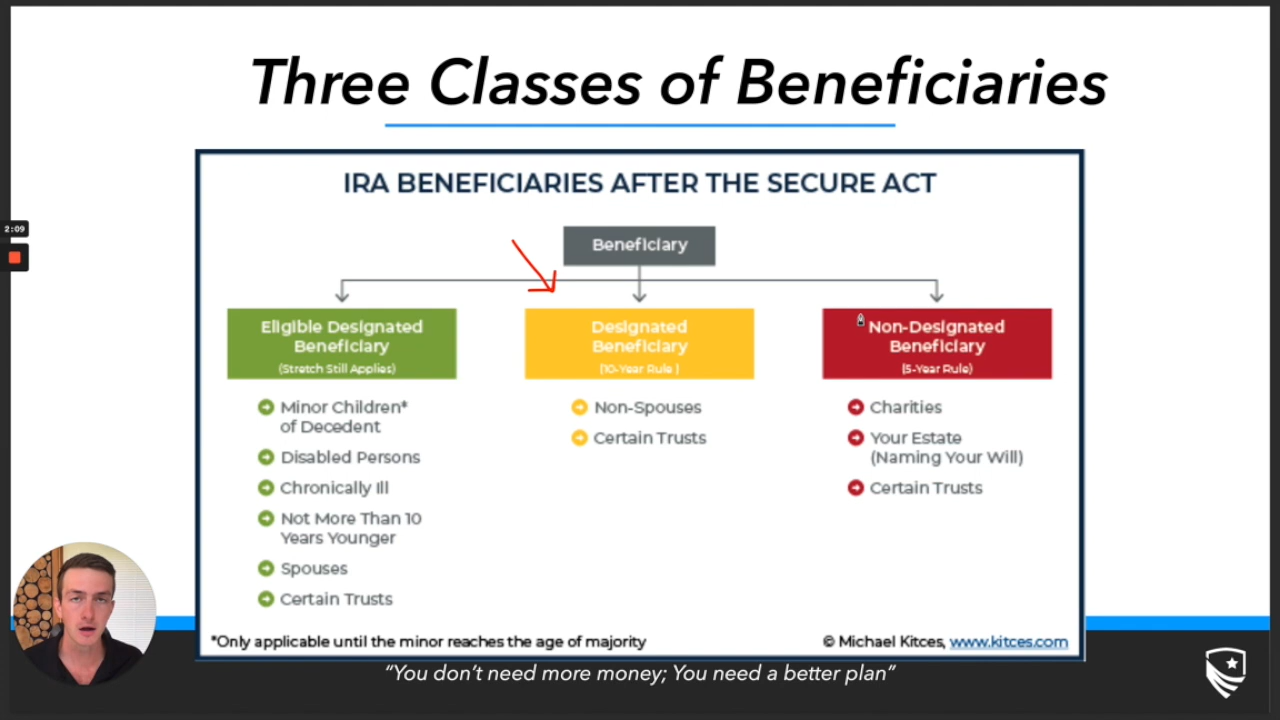 Three Classes of Beneficiaries
IRA BENEFICIARIES AFTER THE SECURE ACT
2:09
Beneficiary
Eligible Designated
Beneficiary
(Stretch Still Applies)
Minor Children*
of Decedent
Disabled Persons
Chronically Ill
Not More Than 10
Years Younger
Spouses
Certain Trusts
Designated
Beneficiary
(10-Year Rule )
Non-Spouses
Certain Trusts
Non-Designated
Beneficiary
(5-Year Rule)
Charities
Your Estate
(Naming Your Will)
Certain Trusts
*Only applicable until the minor reaches the age of majority
© Michael Kitces, www.kitces.com
“You don’t need more money; You need a better plan”